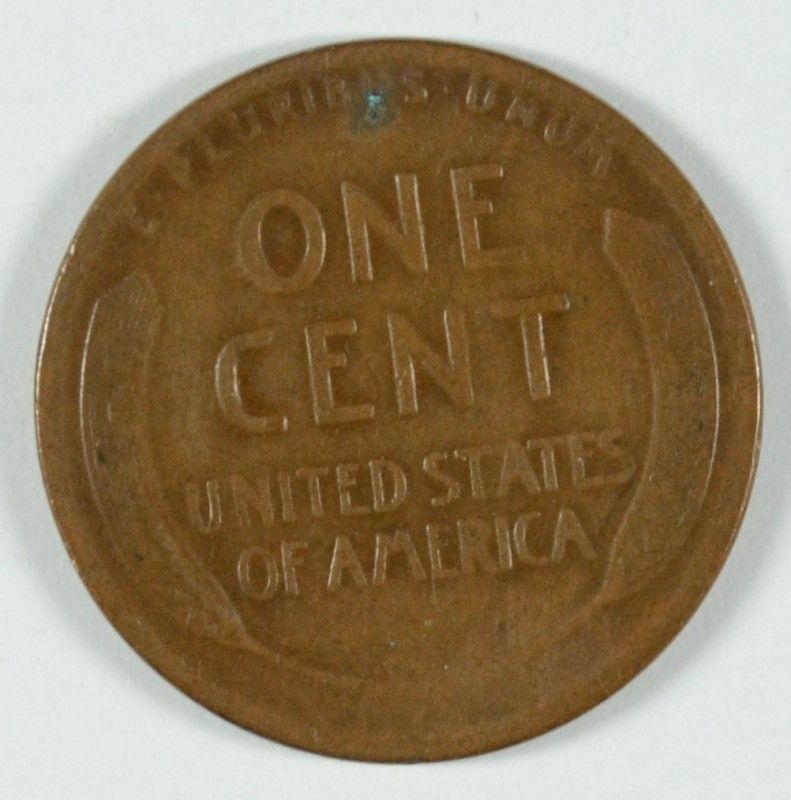 E PLURIBUS · UNUM
ONE
CENT
UNITED STATES
OF AMERICA